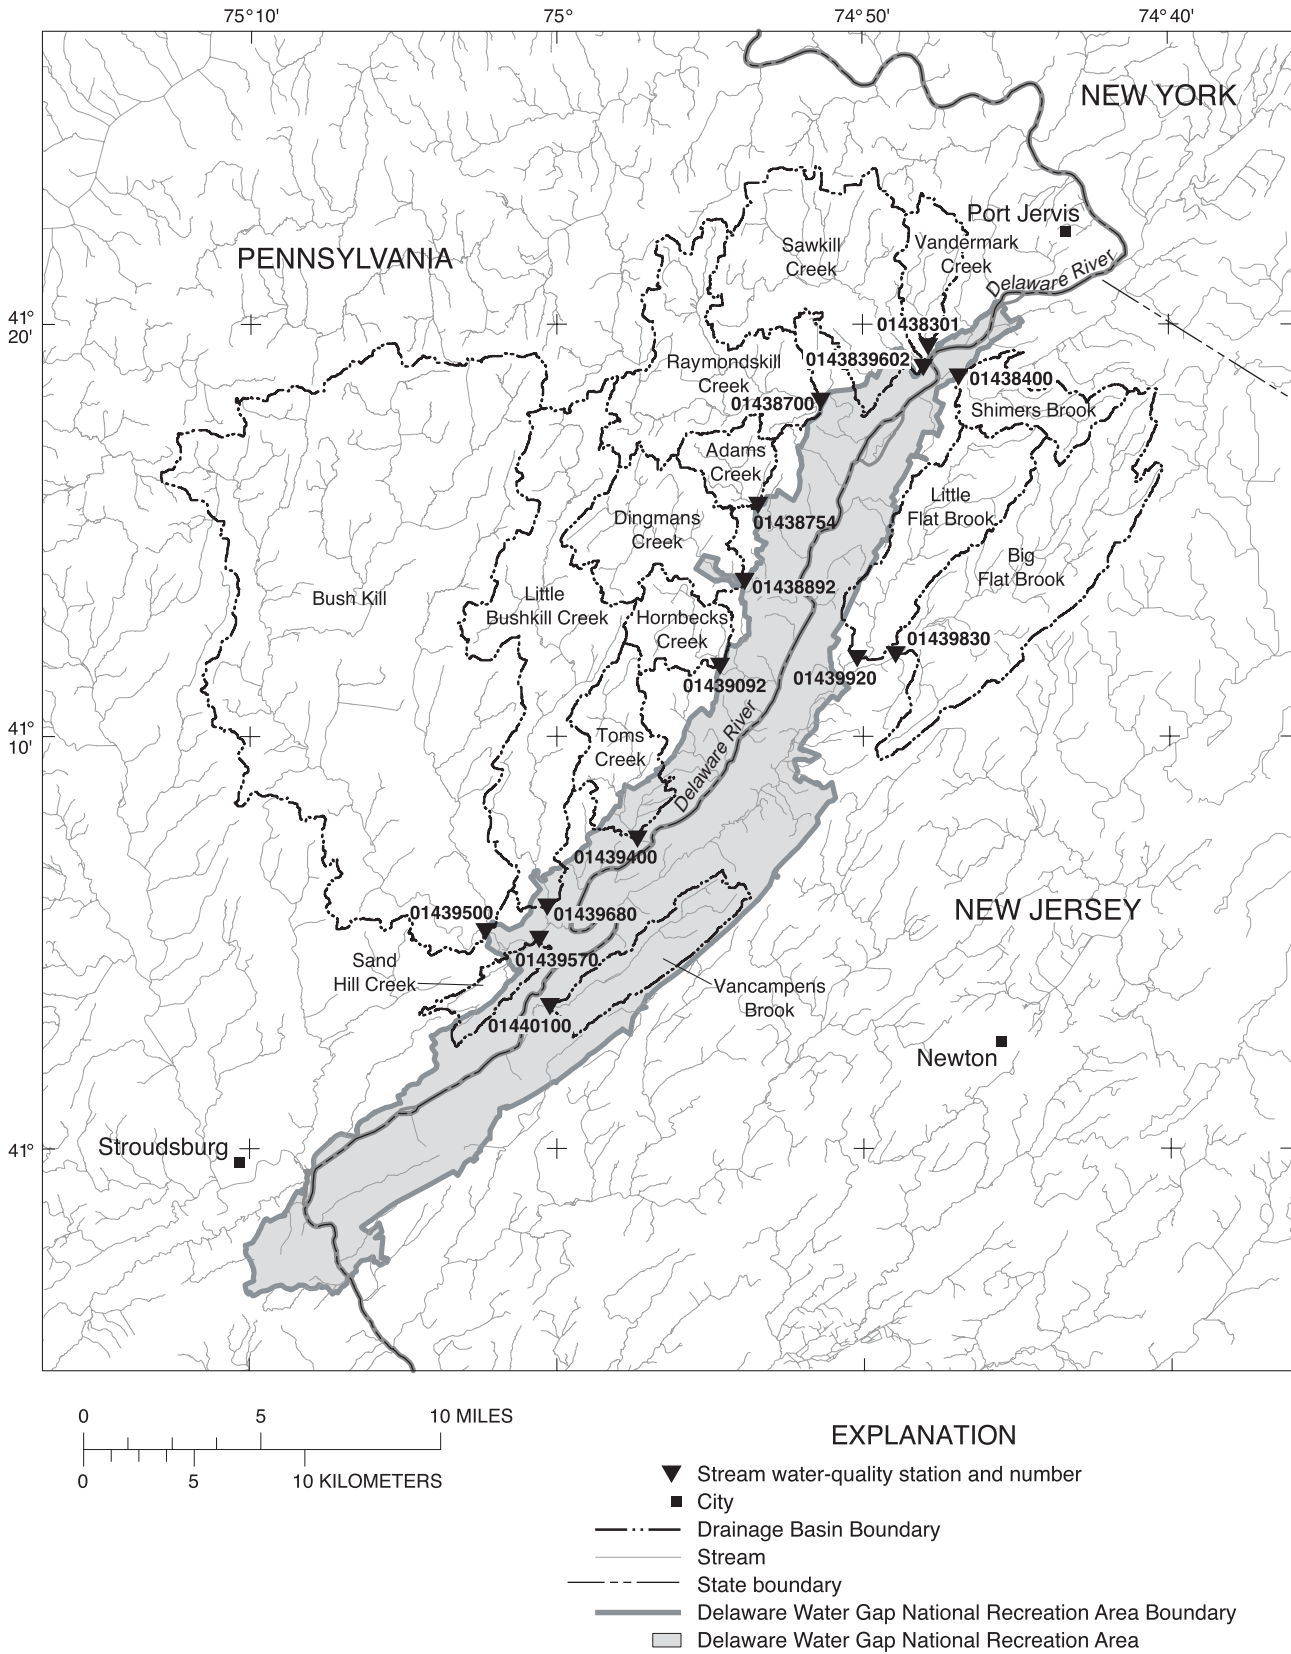 75°10'
75°
74°50'
74°40'
NEW YORK
Port Jervis
PENNSYLVANIA
Sawkill
Creek
Vandermark
Creek
Delaware River
41°
20'
01438301
0143839602
Raymondskill
Creek
01438400
01438700
Shimers Brook
Adams
Creek
Little
Flat Brook
01438754
Dingmans
Creek
Big
Flat Brook
01438892
Bush Kill
Little
Bushkill Creek
Hornbecks
Creek
01439830
01439920
01439092
41°
10'
Toms
Creek
Delaware River
01439400
01439500
01439680
NEW JERSEY
01439570
Sand
Hill Creek
Vancampens
Brook
01440100
Newton
41°
Stroudsburg
0
5
10 MILES
0
5
10 KILOMETERS
EXPLANATION
Stream water-quality station and number
City
Drainage Basin Boundary
Stream
State boundary
Delaware Water Gap National Recreation Area Boundary
Delaware Water Gap National Recreation Area